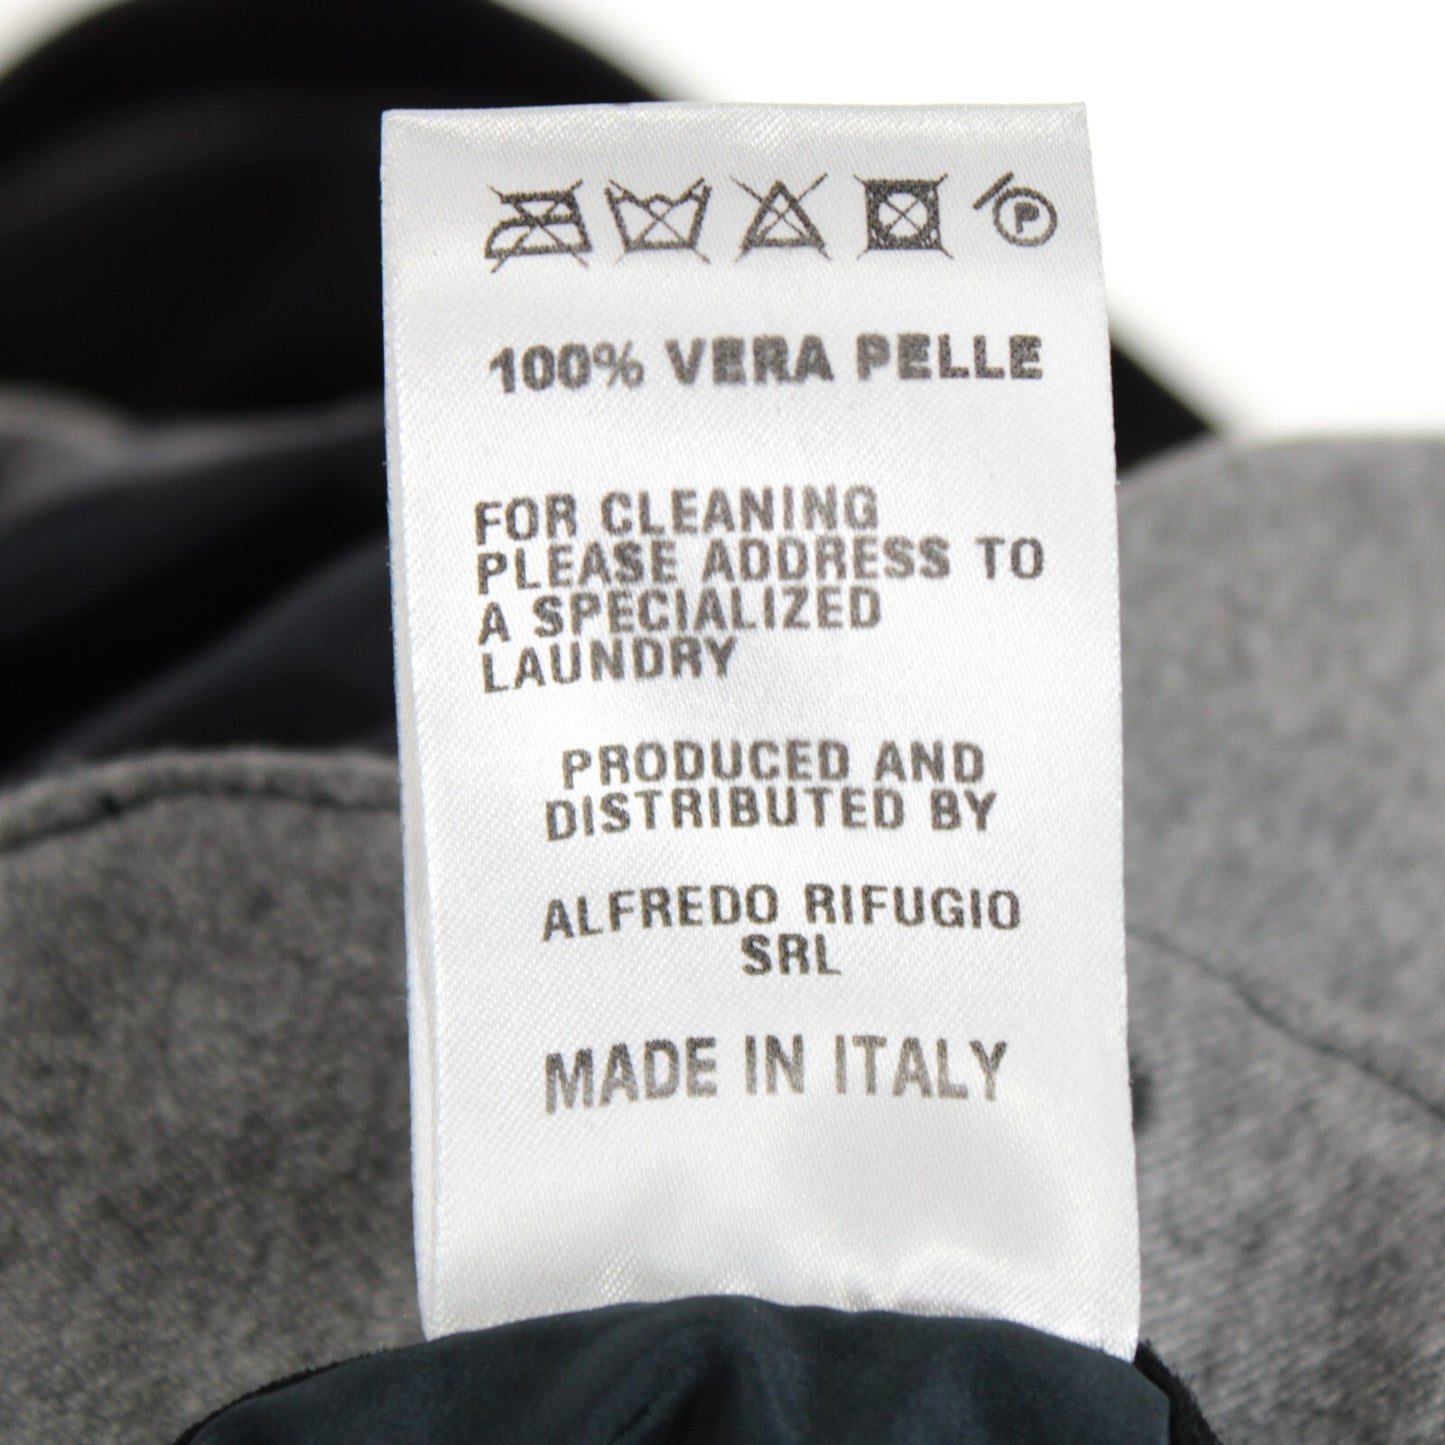 P
100% VERA PELLE
FOR CLEANING
PLEASE ADDRESS TO
A SPECIALIZED
LAUNDRY
PRODUCED AND
DISTRIBUTED BY
ALFREDO RIFUGIO
SRL
MADE IN ITALY